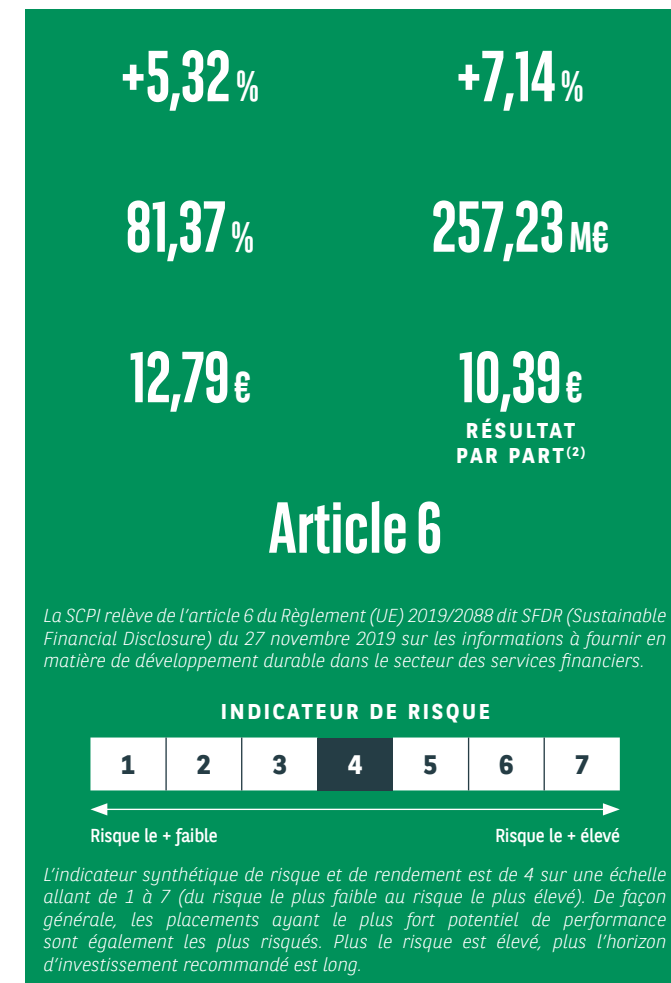 +5,32 %
+7,14 %
81,37 %
257,23 M€
12,79 €
10,39 €
RÉSULTAT
PAR PART(2)
Article 6
La SCPI relève de l'article 6 du Règlement (UE) 2019/2088 dit SFDR (Sustainable
Financial Disclosure) du 27 novembre 2019 sur les informations à fournir en
matière de développement durable dans le secteur des services financiers.
INDICATEUR DE RISQUE
1 2 3 4 5 6 7
Risque le + faible
Risque le + élevé
L'indicateur synthétique de risque et de rendement est de 4 sur une échelle
allant de 1 à 7 (du risque le plus faible au risque le plus élevé). De façon
générale, les placements ayant le plus fort potentiel de performance
sont également les plus risqués. Plus le risque est élevé, plus l'horizon
d'investissement recommandé est long.